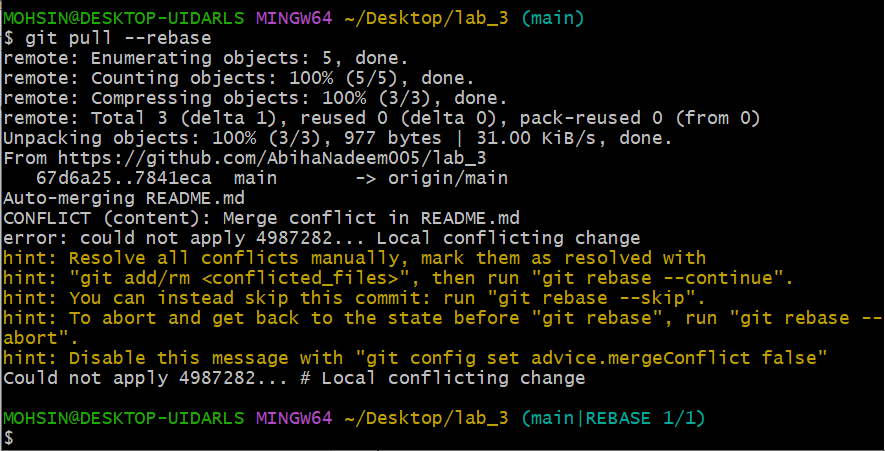 MOHSIN@DESKTOP-UIDARLS MINGW64 ~/Desktop/lab_3 (main)
$ git pull --rebase
remote: Enumerating objects: 5, done.
remote: Counting objects: 100% (5/5), done.
remote: Compressing objects: 100% (3/3), done.
remote: Total 3 (delta 1), reused 0 (delta 0), pack-reused 0 (from 0)
Unpacking objects: 100% (3/3), 977 bytes | 31.00 KiB/s, done.
From https://github.com/AbihaNadeem005/lab_3
   67d6a25..7841eca  main       -> origin/main
Auto-merging README.md
CONFLICT (content): Merge conflict in README.md
error: could not apply 4987282... Local conflicting change
hint: Resolve all conflicts manually, mark them as resolved with
hint: "git add/rm <conflicted_files>", then run "git rebase --continue".
hint: You can instead skip this commit: run "git rebase --skip".
hint: To abort and get back to the state before "git rebase", run "git rebase --
abort".
hint: Disable this message with "git config set advice.mergeConflict false"
Could not apply 4987282... # Local conflicting change
MOHSIN@DESKTOP-UIDARLS MINGW64 ~/Desktop/lab_3 (main|REBASE 1/1)
$